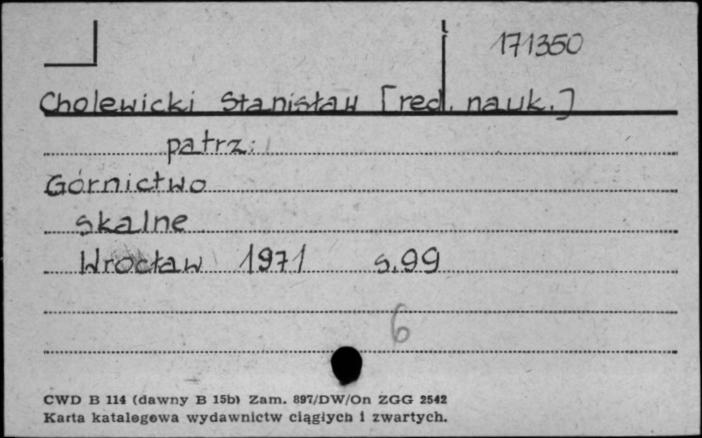 171350
Cholewicki Stanisław [red. nauk.]
patrz:
Górnictwo
skalne
Wrocław 1971 s.99
6
CWD B 114 (dawny B 15b) Zam. 897/DW/On ZGG 2542
Karta katalogowa wydawnictw ciągłych i zwartych.